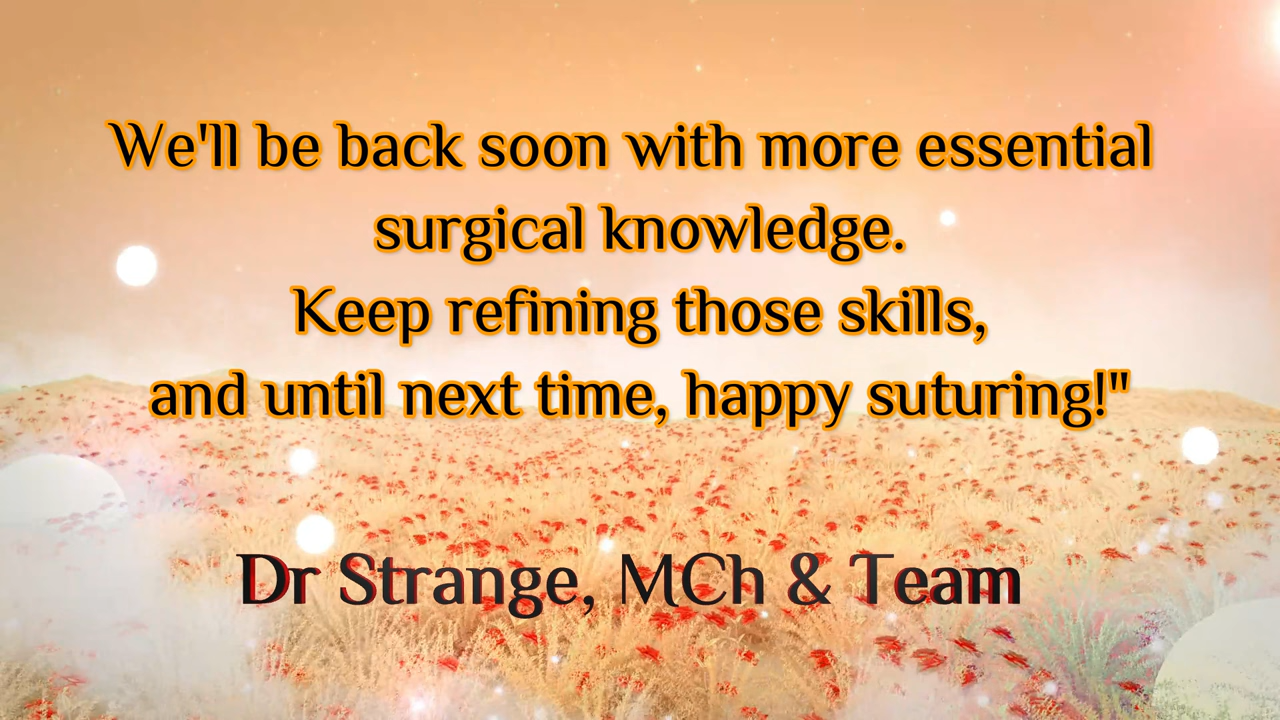 We'll be back soon with more essential
surgical knowledge.
Keep refining those skills,
and until next time, happy suturing!"
Dr Strange, MCh & Team